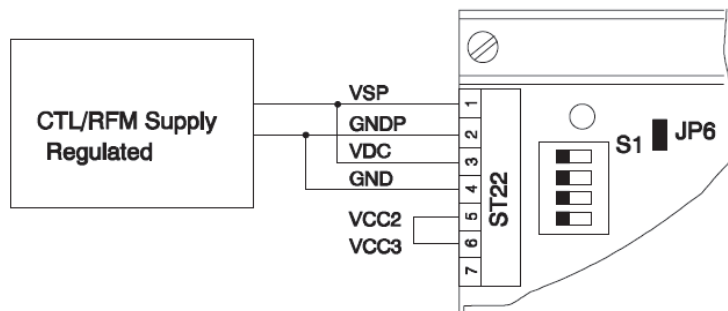 CTL/RFM Supply
Regulated
VSP
GNDP
VDC
GND
VCC2
VCC3
1
2
3
4
5
6
7
ST22
S1
JP6